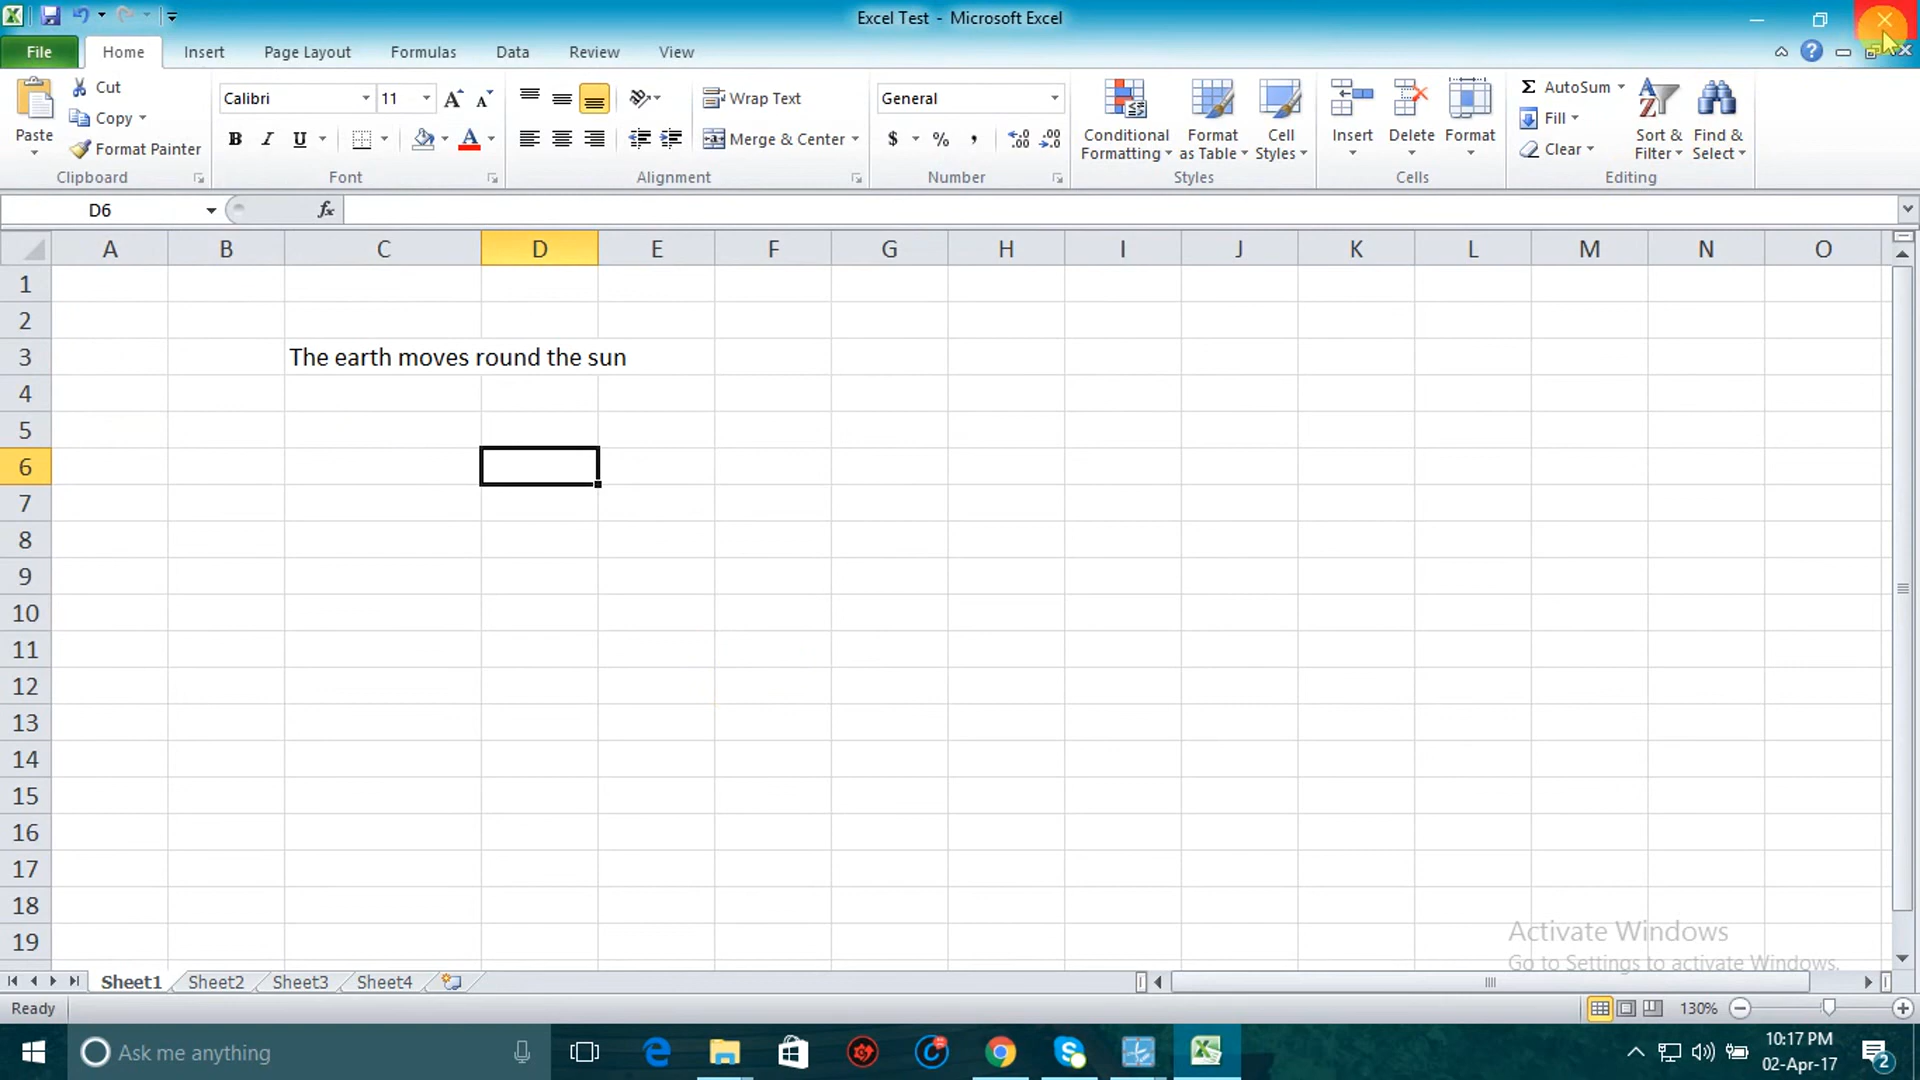 Excel Test - Microsoft Excel
File Home Insert Page Layout Formulas Data Review View
Paste
Cut
Copy
Format Painter
Clipboard
Calibri 11
B I U A
Font
Wrap Text
Merge & Center
Alignment
General
$ % ,
Number
Conditional Formatting
Format as Table
Cell Styles
Styles
Insert Delete Format
Cells
Σ AutoSum
Fill
Clear
Sort & Filter
Find & Select
Editing
D6 fx
A B C D E F G H I J K L M N O
1
2
3 The earth moves round the sun
4
5
6
7
8
9
10
11
12
13
14
15
16
17
18
19
Activate Windows
Go to Settings to activate Windows.
Sheet1 Sheet2 Sheet3 Sheet4
Ready 130%
Ask me anything
10:17 PM
02-Apr-17
2